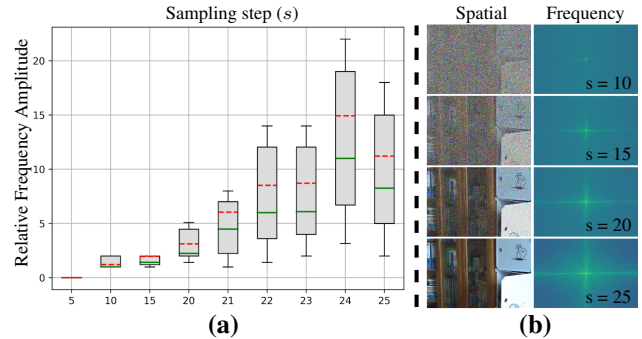 Sampling step (s)
Relative Frequency Amplitude
20
15
10
5
0
5 10 15 20 21 22 23 24 25
(a)
Spatial Frequency
s = 10
s = 15
s = 20
s = 25
(b)